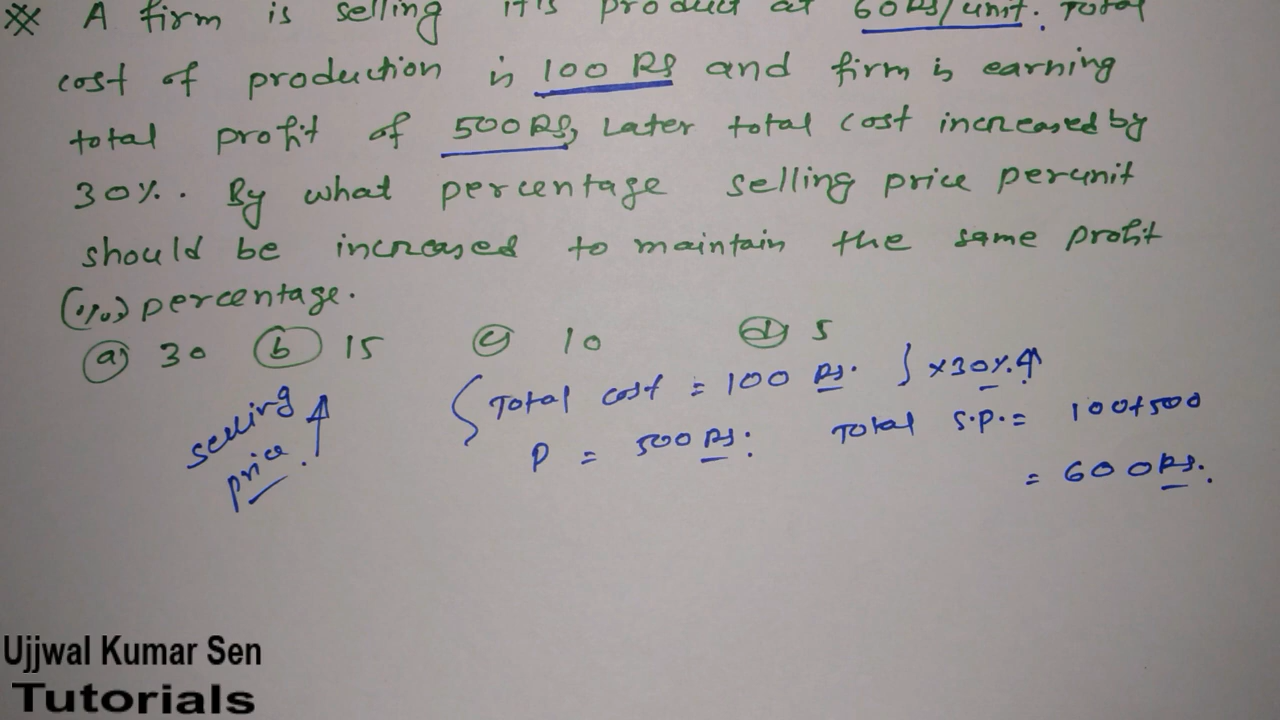 A firm is selling it's product at 60Rs/unit. Total
cost of production is 100 Rs and firm is earning
total profit of 500Rs, Later total cost increased by
30%. By what percentage selling price perunit
should be increased to maintain the same profit
(%) percentage.
(a) 30 (b) 15 (c) 10 (d) 5
selling
price
Total cost = 100 Rs. } x30%
P = 500 Rs. Total S.P. = 100+500
= 600Rs.
Ujjwal Kumar Sen
Tutorials